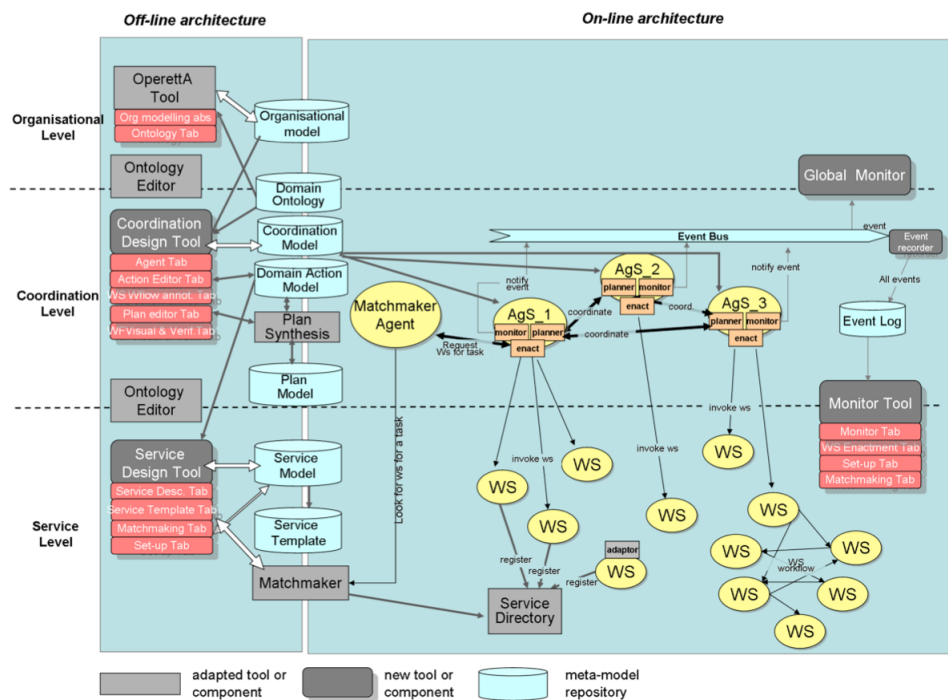 Off-line architecture
On-line architecture
OperettA
Tool
Org modelling abs
Ontology Tab
Organisational
Level
Organisational
model
Ontology
Editor
Domain
Ontology
Global Monitor
Coordination
Design Tool
Agent Tab
Action Editor Tab
WS Wflow annot. Tab
Plan editor Tab
WFVisual & Verif.Tab
Coordination
Level
Coordination
Model
Domain Action
Model
Plan
Synthesis
Plan
Model
Matchmaker
Agent
Event Bus
event
Event
recorder
All events
Event Log
notify
event
notify event
AgS_1
monitor
planner
enact
AgS_2
planner
monitor
enact
AgS_3
planner
monitor
enact
coordinate
coord.
coordinate
Request
Ws for task
Ontology
Editor
Monitor Tool
Monitor Tab
WS Enactment Tab
Set-up Tab
Matchmaking Tab
Service
Design Tool
Service Desc. Tab
Service Template Tab
Matchmaking Tab
Set-up Tab
Service
Level
Service
Model
Service
Template
Matchmaker
Look for ws for a task
invoke ws
invoke ws
invoke ws
WS
WS
WS
WS
WS
WS
adaptor
WS
register
register
register
Service
Directory
WS
WS
WS
workflow
WS
WS
WS
adapted tool or
component
new tool or
component
meta-model
repository